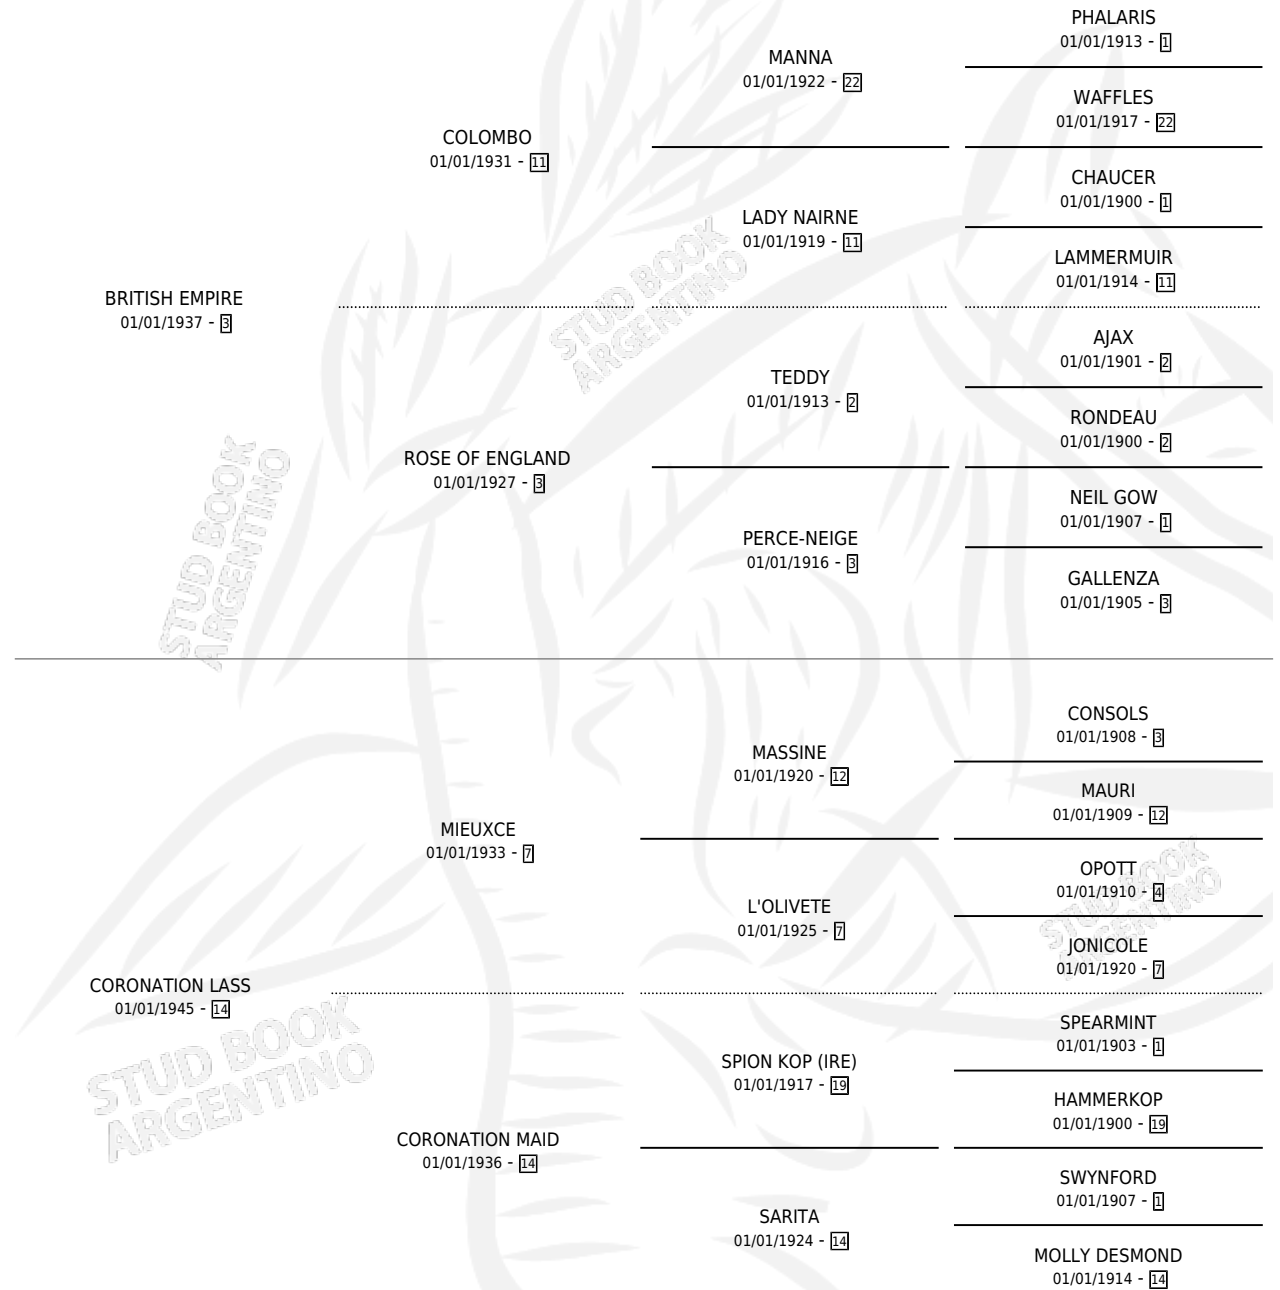 PHALARIS
01/01/1913 - 1
MANNA
01/01/1922 - 22
WAFFLES
01/01/1917 - 22
COLOMBO
01/01/1931 - 11
CHAUCER
01/01/1900 - 1
LADY NAIRNE
01/01/1919 - 11
LAMMERMUIR
01/01/1914 - 11
BRITISH EMPIRE
01/01/1937 - 3
AJAX
01/01/1901 - 2
TEDDY
01/01/1913 - 2
RONDEAU
01/01/1900 - 2
ROSE OF ENGLAND
01/01/1927 - 3
NEIL GOW
01/01/1907 - 1
PERCE-NEIGE
01/01/1916 - 3
GALLENZA
01/01/1905 - 3
CONSOLS
01/01/1908 - 3
MASSINE
01/01/1920 - 12
MAURI
01/01/1909 - 12
MIEUXCE
01/01/1933 - 7
OPOTT
01/01/1910 - 4
L'OLIVETE
01/01/1925 - 7
JONICOLE
01/01/1920 - 7
CORONATION LASS
01/01/1945 - 14
SPEARMINT
01/01/1903 - 1
SPION KOP (IRE)
01/01/1917 - 19
HAMMERKOP
01/01/1900 - 19
CORONATION MAID
01/01/1936 - 14
SWYNFORD
01/01/1907 - 1
SARITA
01/01/1924 - 14
MOLLY DESMOND
01/01/1914 - 14
STUD BOOK
ARGENTINO
STUD BOOK
ARGENTINO
STUD BOOK
ARGENTINO
STUD BOOK
ARGENTINO